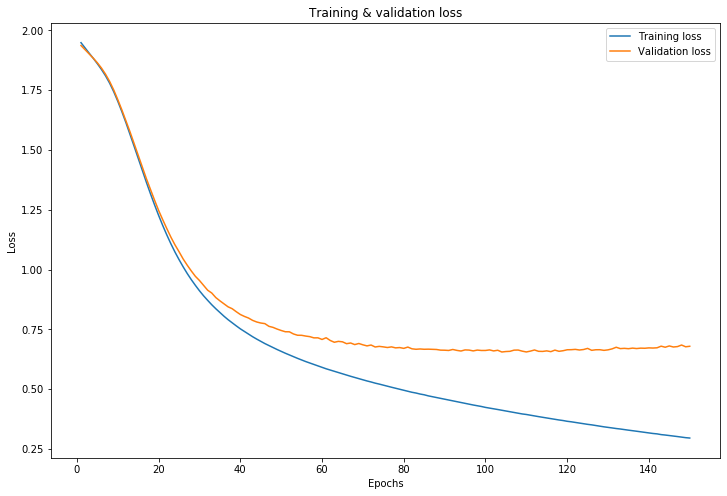 Training & validation loss
Training loss
Validation loss
2.00
1.75
1.50
1.25
1.00
0.75
0.50
0.25
Loss
0 20 40 60 80 100 120 140
Epochs